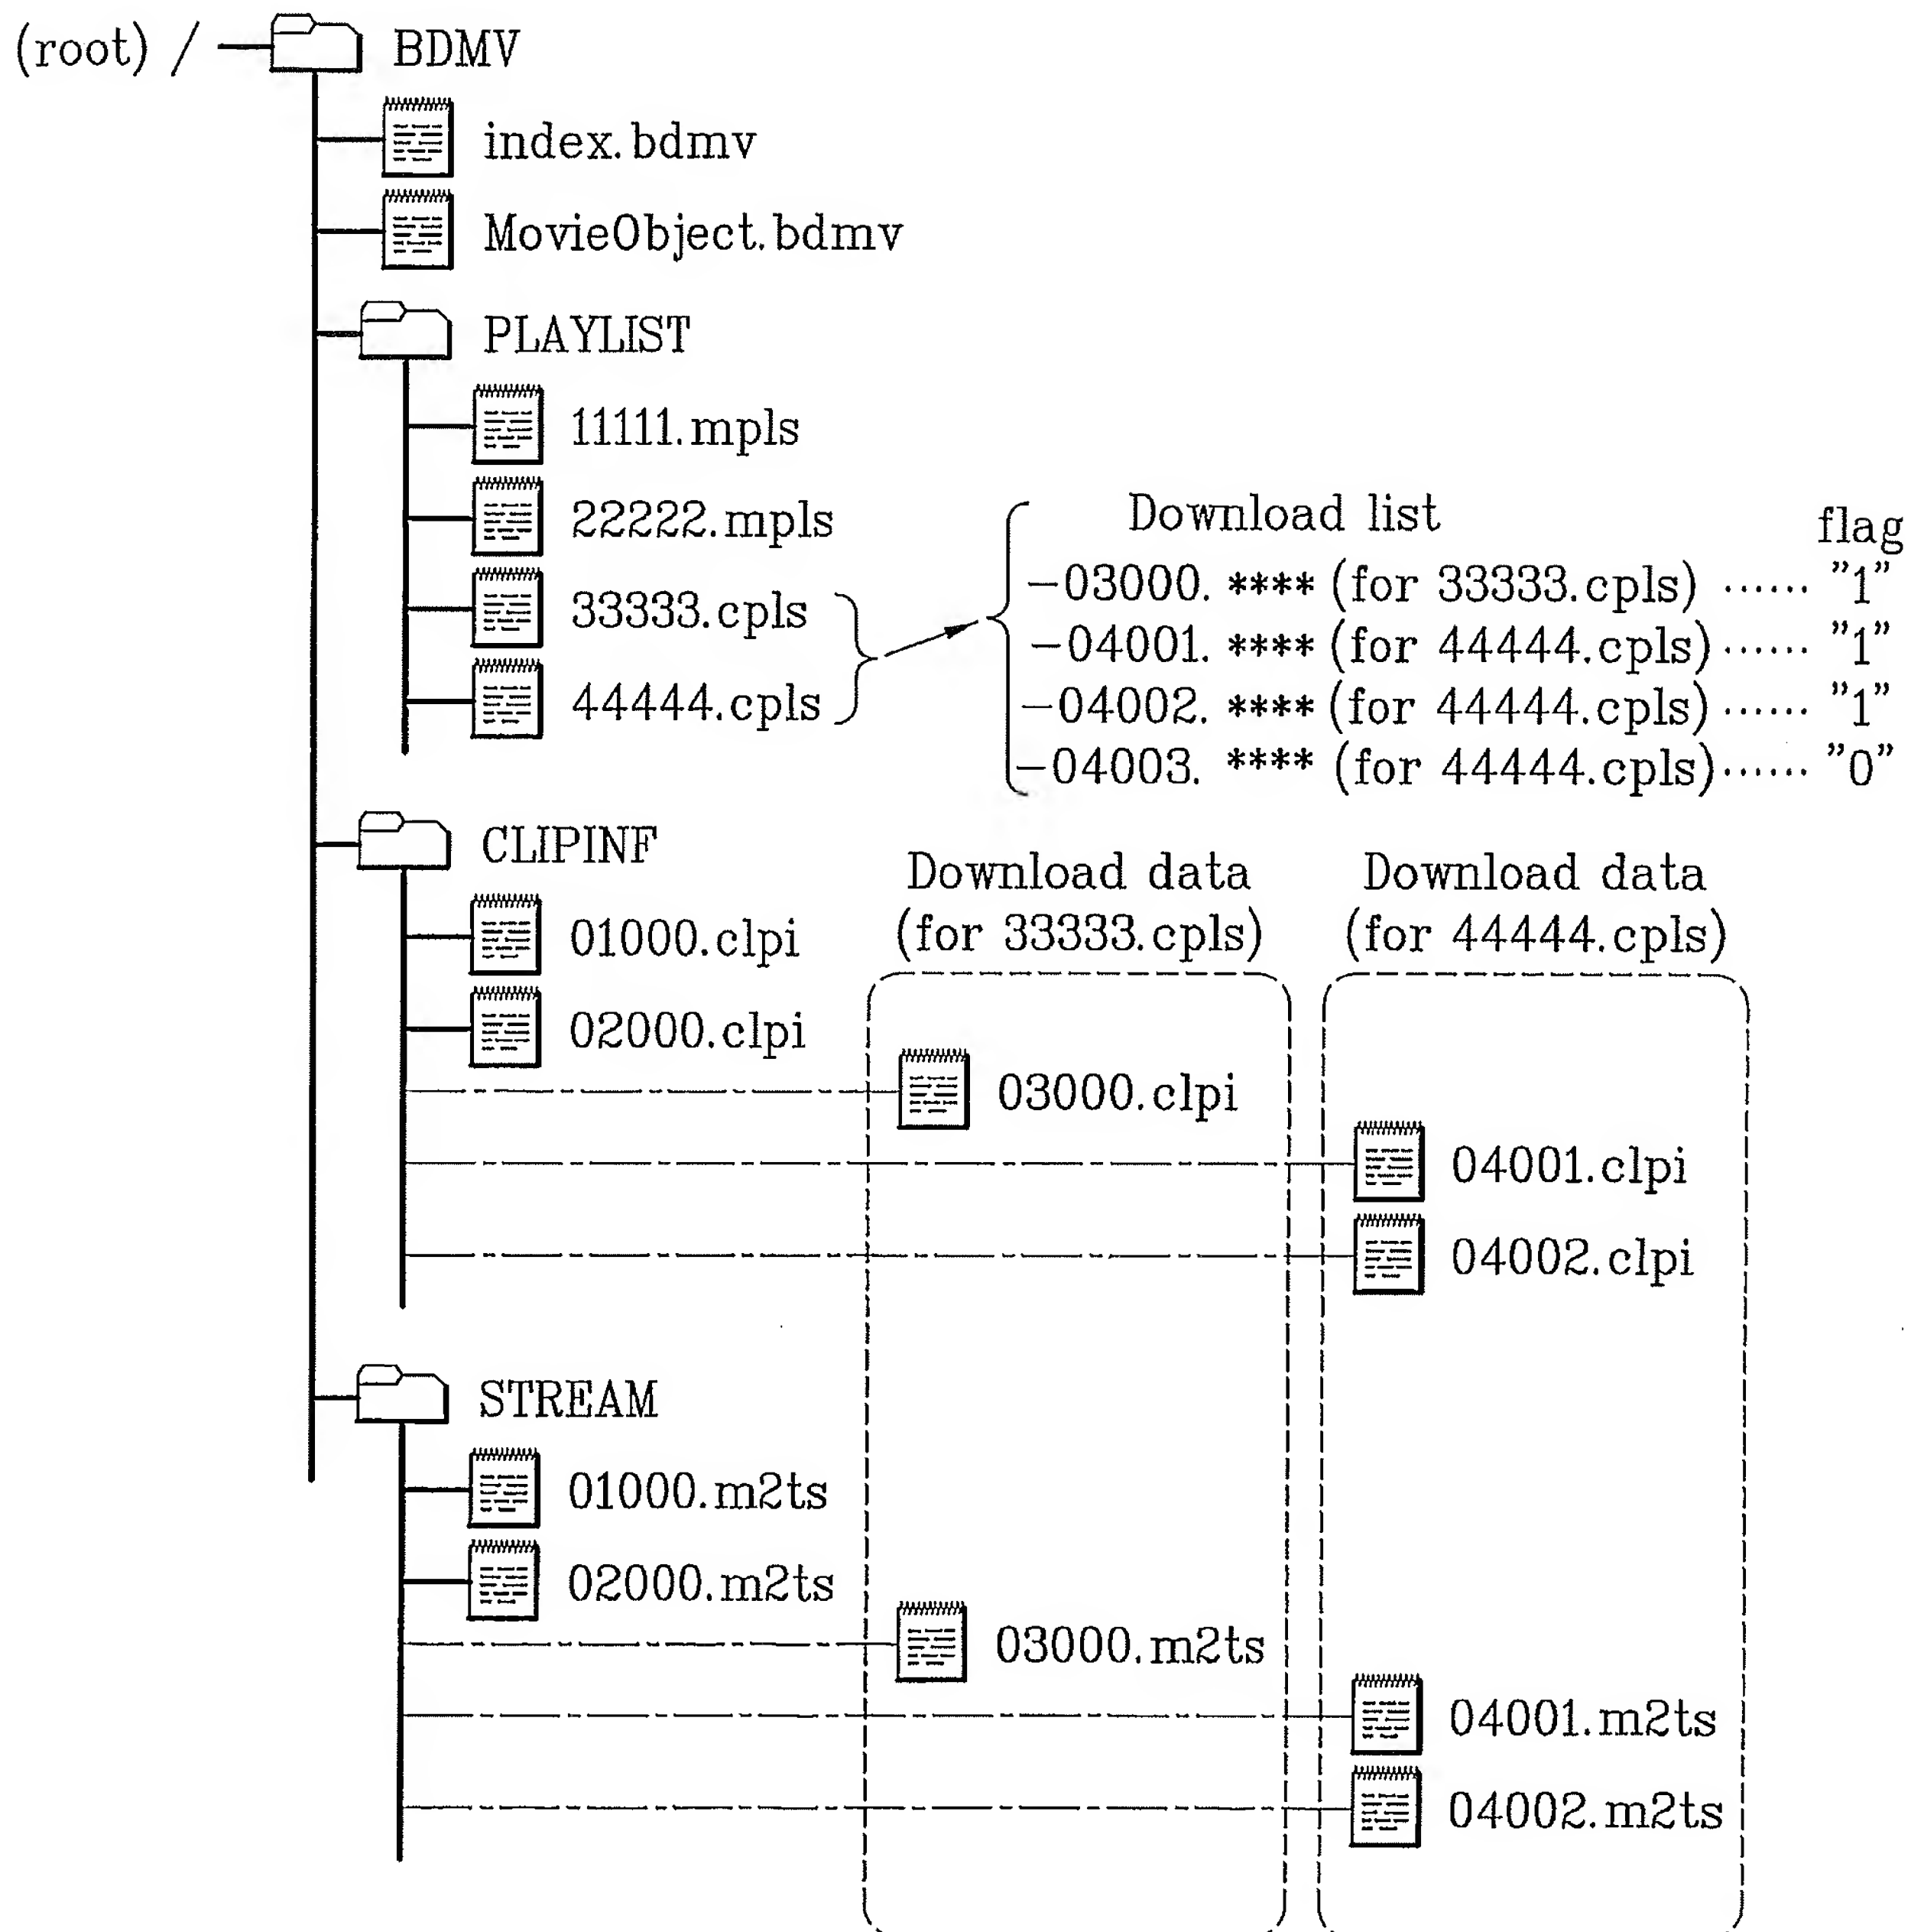 (root) / BDMV
index.bdmv
MovieObject.bdmv
PLAYLIST
11111.mpls
22222.mpls
33333.cpls
44444.cpls
Download list
flag
-03000. **** (for 33333.cpls) ...... "1"
-04001. **** (for 44444.cpls) ...... "1"
-04002. **** (for 44444.cpls) ...... "1"
-04003. **** (for 44444.cpls) ...... "0"
CLIPINF
01000.clpi
02000.clpi
Download data
(for 33333.cpls)
Download data
(for 44444.cpls)
03000.clpi
04001.clpi
04002.clpi
STREAM
01000.m2ts
02000.m2ts
03000.m2ts
04001.m2ts
04002.m2ts